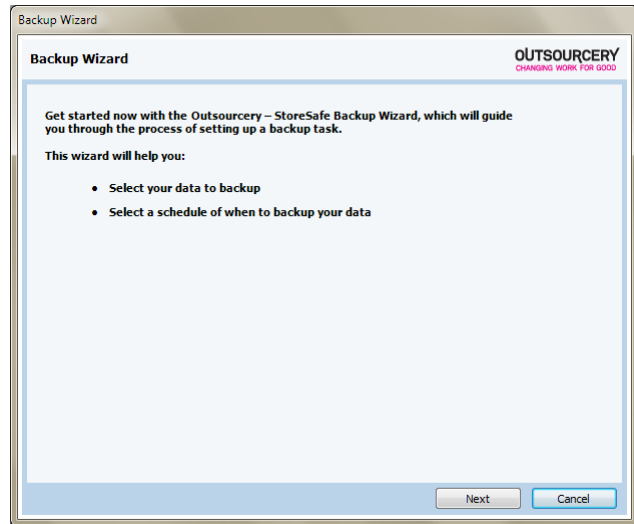 Backup Wizard
Backup Wizard
OUTSOURCERY
CHANGING WORK FOR GOOD
Get started now with the Outsourcery – StoreSafe Backup Wizard, which will guide
you through the process of setting up a backup task.
This wizard will help you:
• Select your data to backup
• Select a schedule of when to backup your data
Next
Cancel